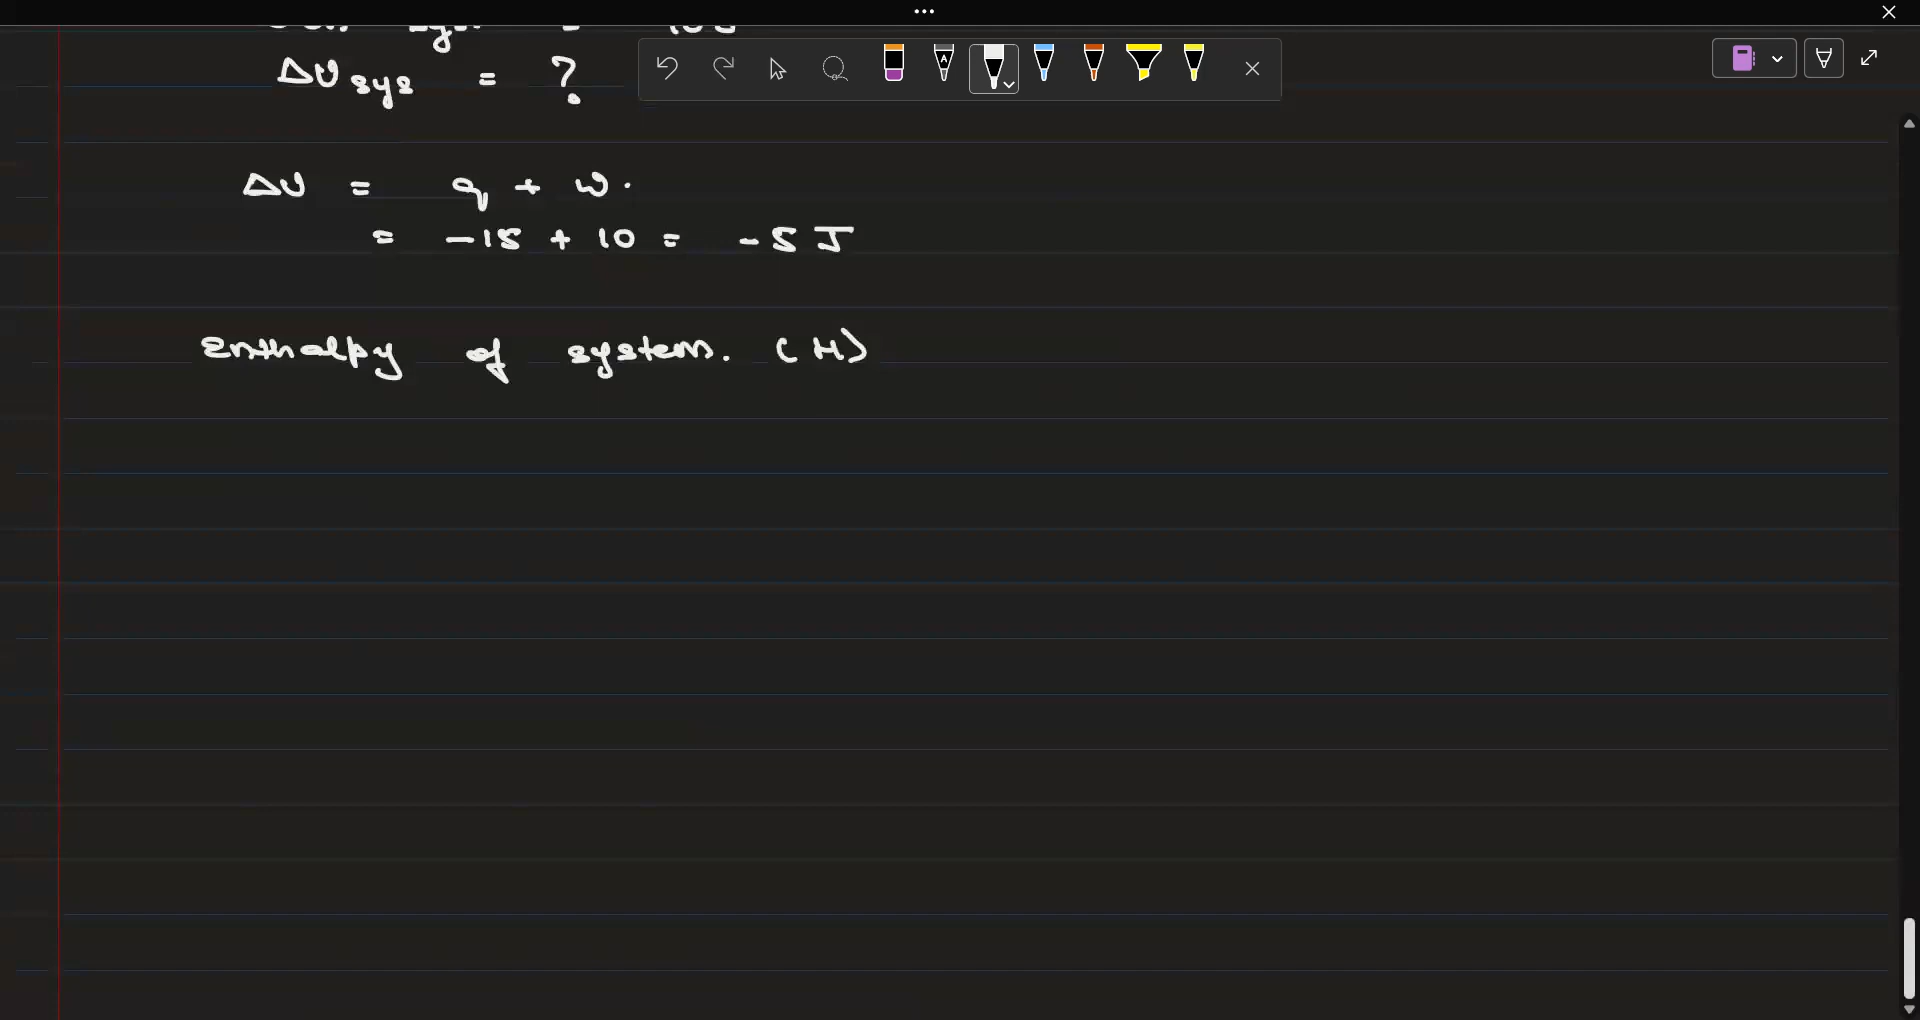 ΔU sys = ?
ΔU = q + w.
= -15 + 10 = -5 J
Enthalpy of system. (H)